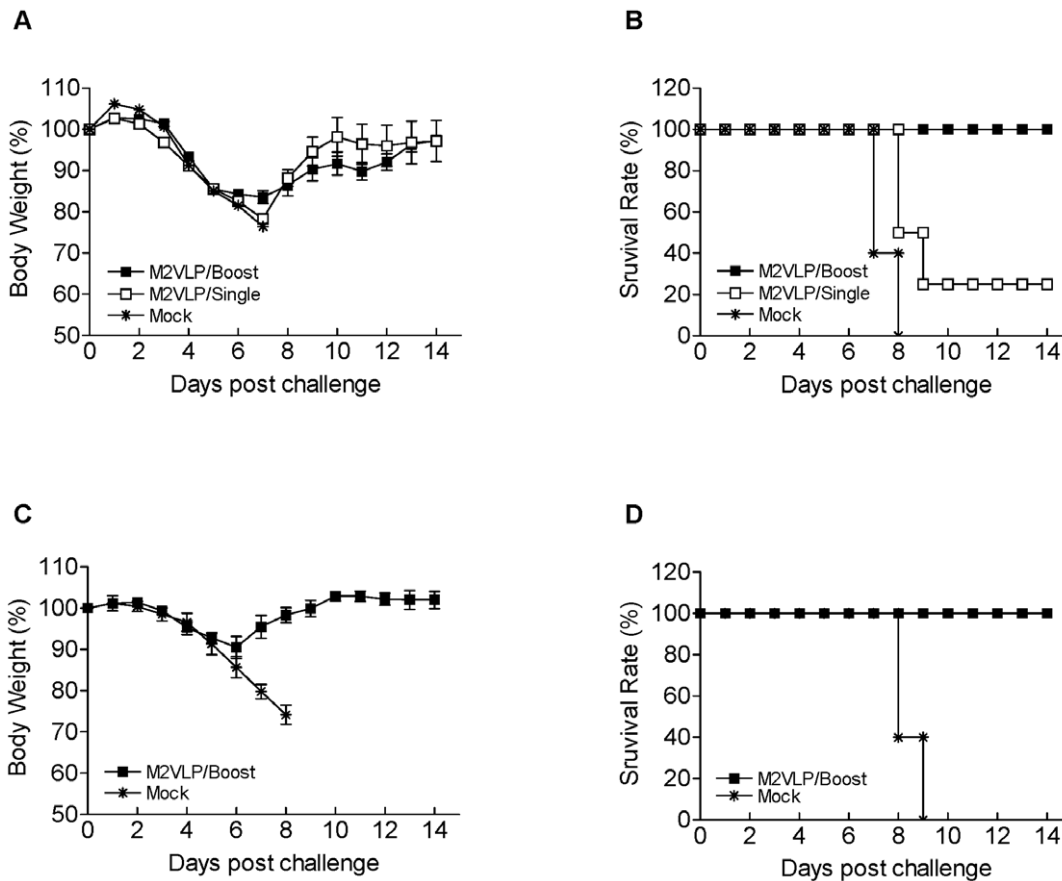 A
Body Weight (%)
110
100
90
80
70
60
50
M2VLP/Boost
M2VLP/Single
Mock
0 2 4 6 8 10 12 14
Days post challenge
B
Sruvival Rate (%)
120
100
80
60
40
20
0
M2VLP/Boost
M2VLP/Single
Mock
0 2 4 6 8 10 12 14
Days post challenge
C
Body Weight (%)
110
100
90
80
70
60
50
M2VLP/Boost
Mock
0 2 4 6 8 10 12 14
Days post challenge
D
Sruvival Rate (%)
120
100
80
60
40
20
0
M2VLP/Boost
Mock
0 2 4 6 8 10 12 14
Days post challenge